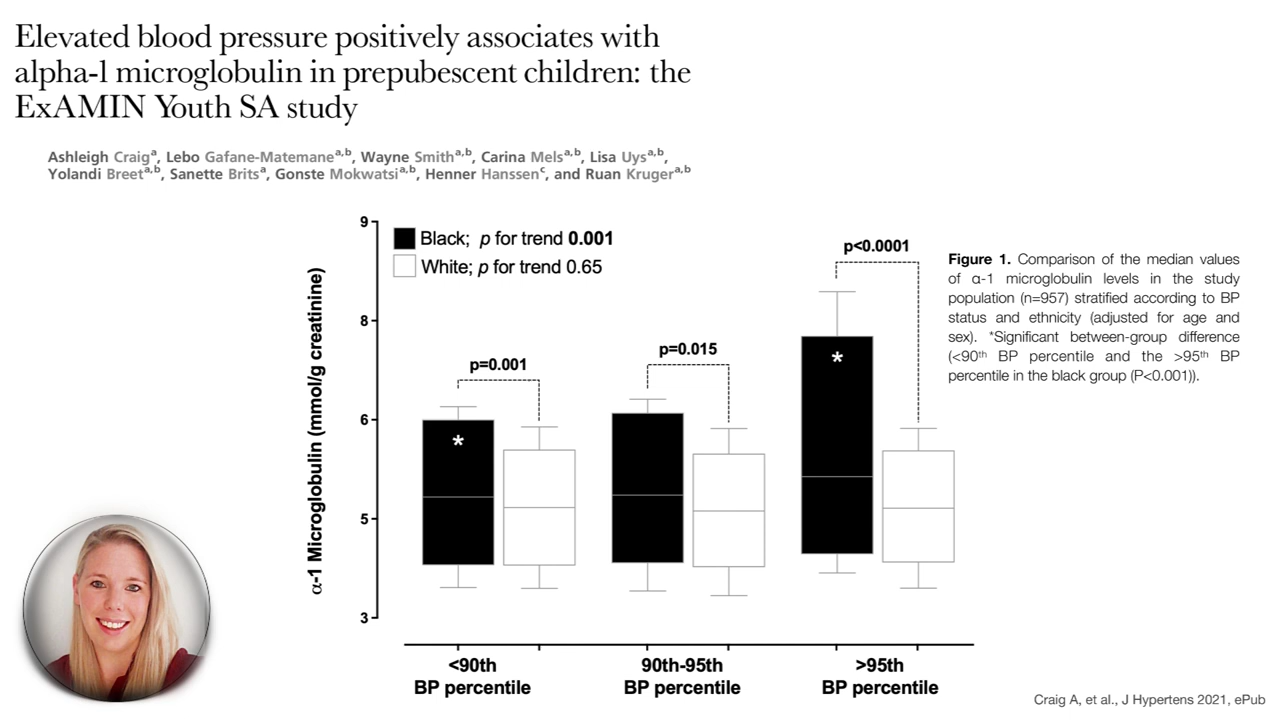 Elevated blood pressure positively associates with
alpha-1 microglobulin in prepubescent children: the
ExAMIN Youth SA study
Ashleigh Craigᵃ, Lebo Gafane-Matemaneᵃ,ᵇ, Wayne Smithᵃ,ᵇ, Carina Melsᵃ,ᵇ, Lisa Uysᵃ,ᵇ,
Yolandi Breetᵃ,ᵇ, Sanette Britsᵃ, Gonste Mokwatsiᵃ,ᵇ, Henner Hanssenᶜ, and Ruan Krugerᵃ,ᵇ
Black; p for trend 0.001
White; p for trend 0.65
α-1 Microglobulin (mmol/g creatinine)
9
8
6
5
3
p=0.001
p=0.015
p<0.0001
*
*
<90th
BP percentile
90th-95th
BP percentile
>95th
BP percentile
Figure 1. Comparison of the median values
of α-1 microglobulin levels in the study
population (n=957) stratified according to BP
status and ethnicity (adjusted for age and
sex). *Significant between-group difference
(<90ᵗʰ BP percentile and the >95ᵗʰ BP
percentile in the black group (P<0.001)).
Craig A, et al., J Hypertens 2021, ePub